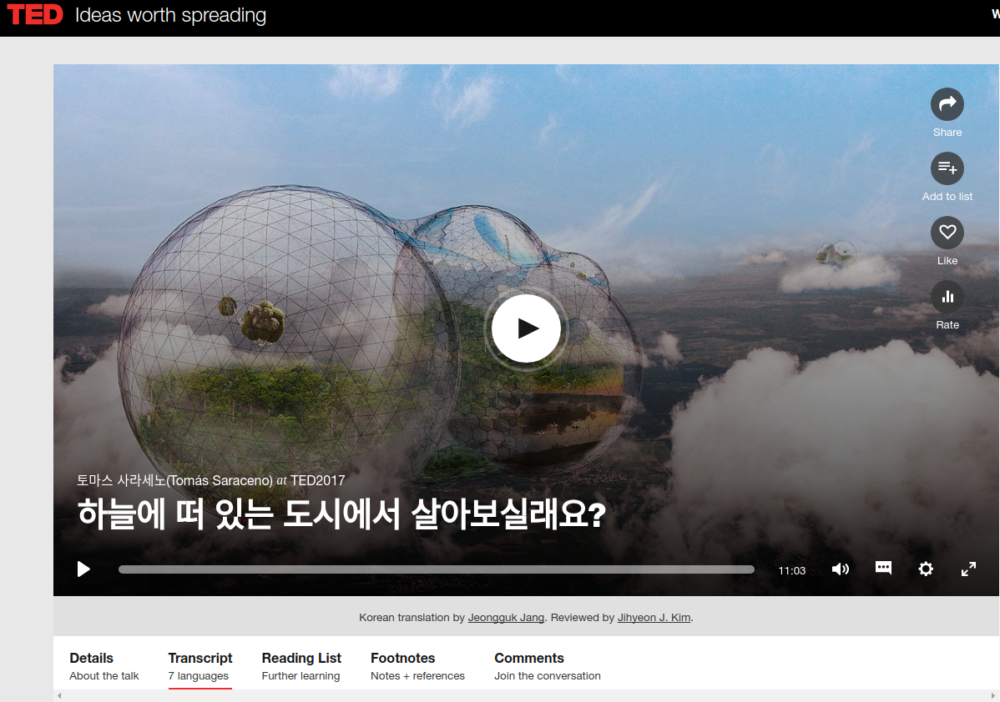 TED Ideas worth spreading
Share
Add to list
Like
Rate
토마스 사라세노(Tomás Saraceno) at TED2017
하늘에 떠 있는 도시에서 살아보실래요?
11:03
Korean translation by Jeongguk Jang. Reviewed by Jihyeon J. Kim.
Details Transcript Reading List Footnotes Comments
About the talk 7 languages Further learning Notes + references Join the conversation